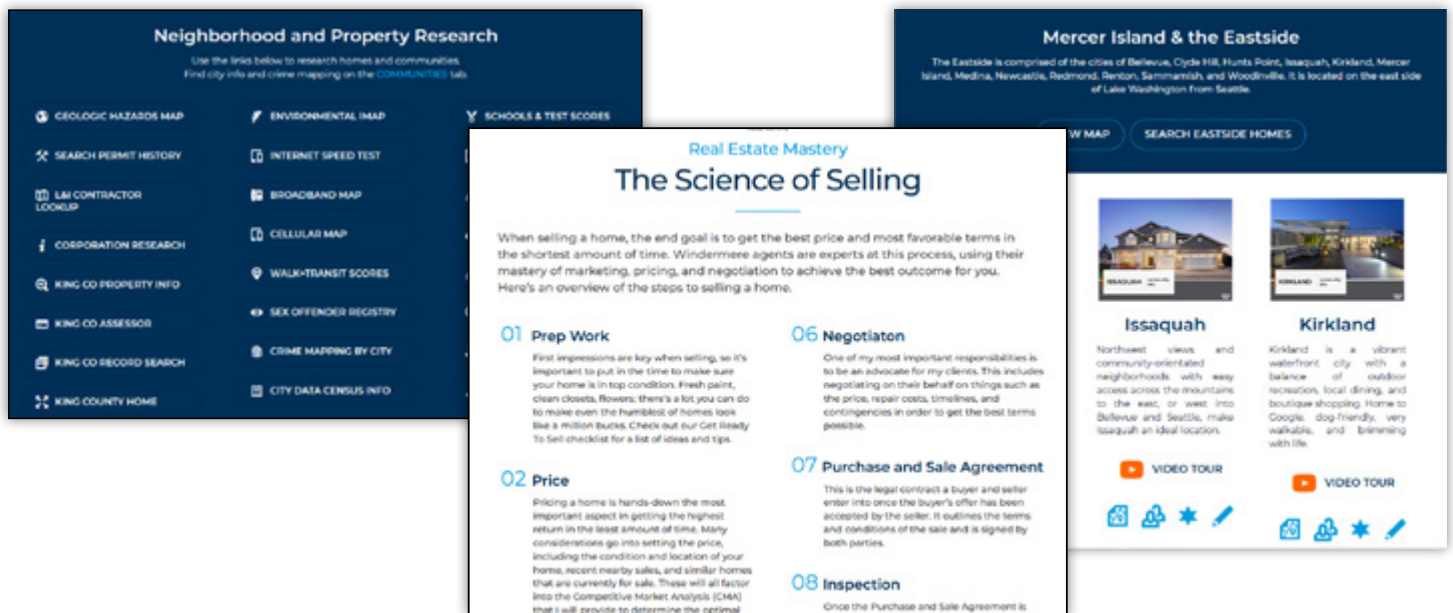 Neighborhood and Property Research
Use the links below to research homes and communities.
Find city info and crime mapping on the COMMUNITIES tab.
GEOLOGIC HAZARDS MAP
SEARCH PERMIT HISTORY
L&I CONTRACTOR
LOOKUP
CORPORATION RESEARCH
KING CO PROPERTY INFO
KING CO ASSESSOR
KING CO RECORD SEARCH
KING COUNTY HOME
ENVIRONMENTAL IMAP
INTERNET SPEED TEST
BROADBAND MAP
CELLULAR MAP
WALK+TRANSIT SCORES
SEX OFFENDER REGISTRY
CRIME MAPPING BY CITY
CITY DATA CENSUS INFO
SCHOOLS & TEST SCORES
Real Estate Mastery
The Science of Selling
When selling a home, the end goal is to get the best price and most favorable terms in
the shortest amount of time. Windermere agents are experts at this process, using their
mastery of marketing, pricing, and negotiation to achieve the best outcome for you.
Here's an overview of the steps to selling a home.
01 Prep Work
First impressions are key when selling, so it's
important to put in the time to make sure
your home is in top condition. Fresh paint,
clean closets, flowers; there's a lot you can do
to make even the humblest of homes look
like a million bucks. Check out our Get Ready
To Sell checklist for a list of ideas and tips.
02 Price
Pricing a home is hands-down the most
important aspect in getting the highest
return in the least amount of time. Many
considerations go into setting the price,
including the condition and location of your
home, recent nearby sales, and similar homes
that are currently for sale. These will all factor
into the Competitive Market Analysis (CMA)
that I will provide to determine the optimal
06 Negotiaton
One of my most important responsibilities is
to be an advocate for my clients. This includes
negotiating on their behalf on things such as
the price, repair costs, timelines, and
contingencies in order to get the best terms
possible.
07 Purchase and Sale Agreement
This is the legal contract a buyer and seller
enter into once the buyer's offer has been
accepted by the seller. It outlines the terms
and conditions of the sale and is signed by
both parties.
08 Inspection
Once the Purchase and Sale Agreement is
Mercer Island & the Eastside
The Eastside is comprised of the cities of Bellevue, Clyde Hill, Hunts Point, Issaquah, Kirkland, Mercer
Island, Medina, Newcastle, Redmond, Renton, Sammamish, and Woodinville. It is located on the east side
of Lake Washington from Seattle.
W MAP
SEARCH EASTSIDE HOMES
ISSAQUAH
KIRKLAND
Issaquah
Northwest views and
community-orientated
neighborhoods with easy
access across the mountains
to the east, or west into
Bellevue and Seattle, make
Issaquah an ideal location.
VIDEO TOUR
Kirkland
Kirkland is a vibrant
waterfront city with a
balance of outdoor
recreation, local dining, and
boutique shopping. Home to
Google, dog-friendly, very
walkable, and brimming
with life.
VIDEO TOUR